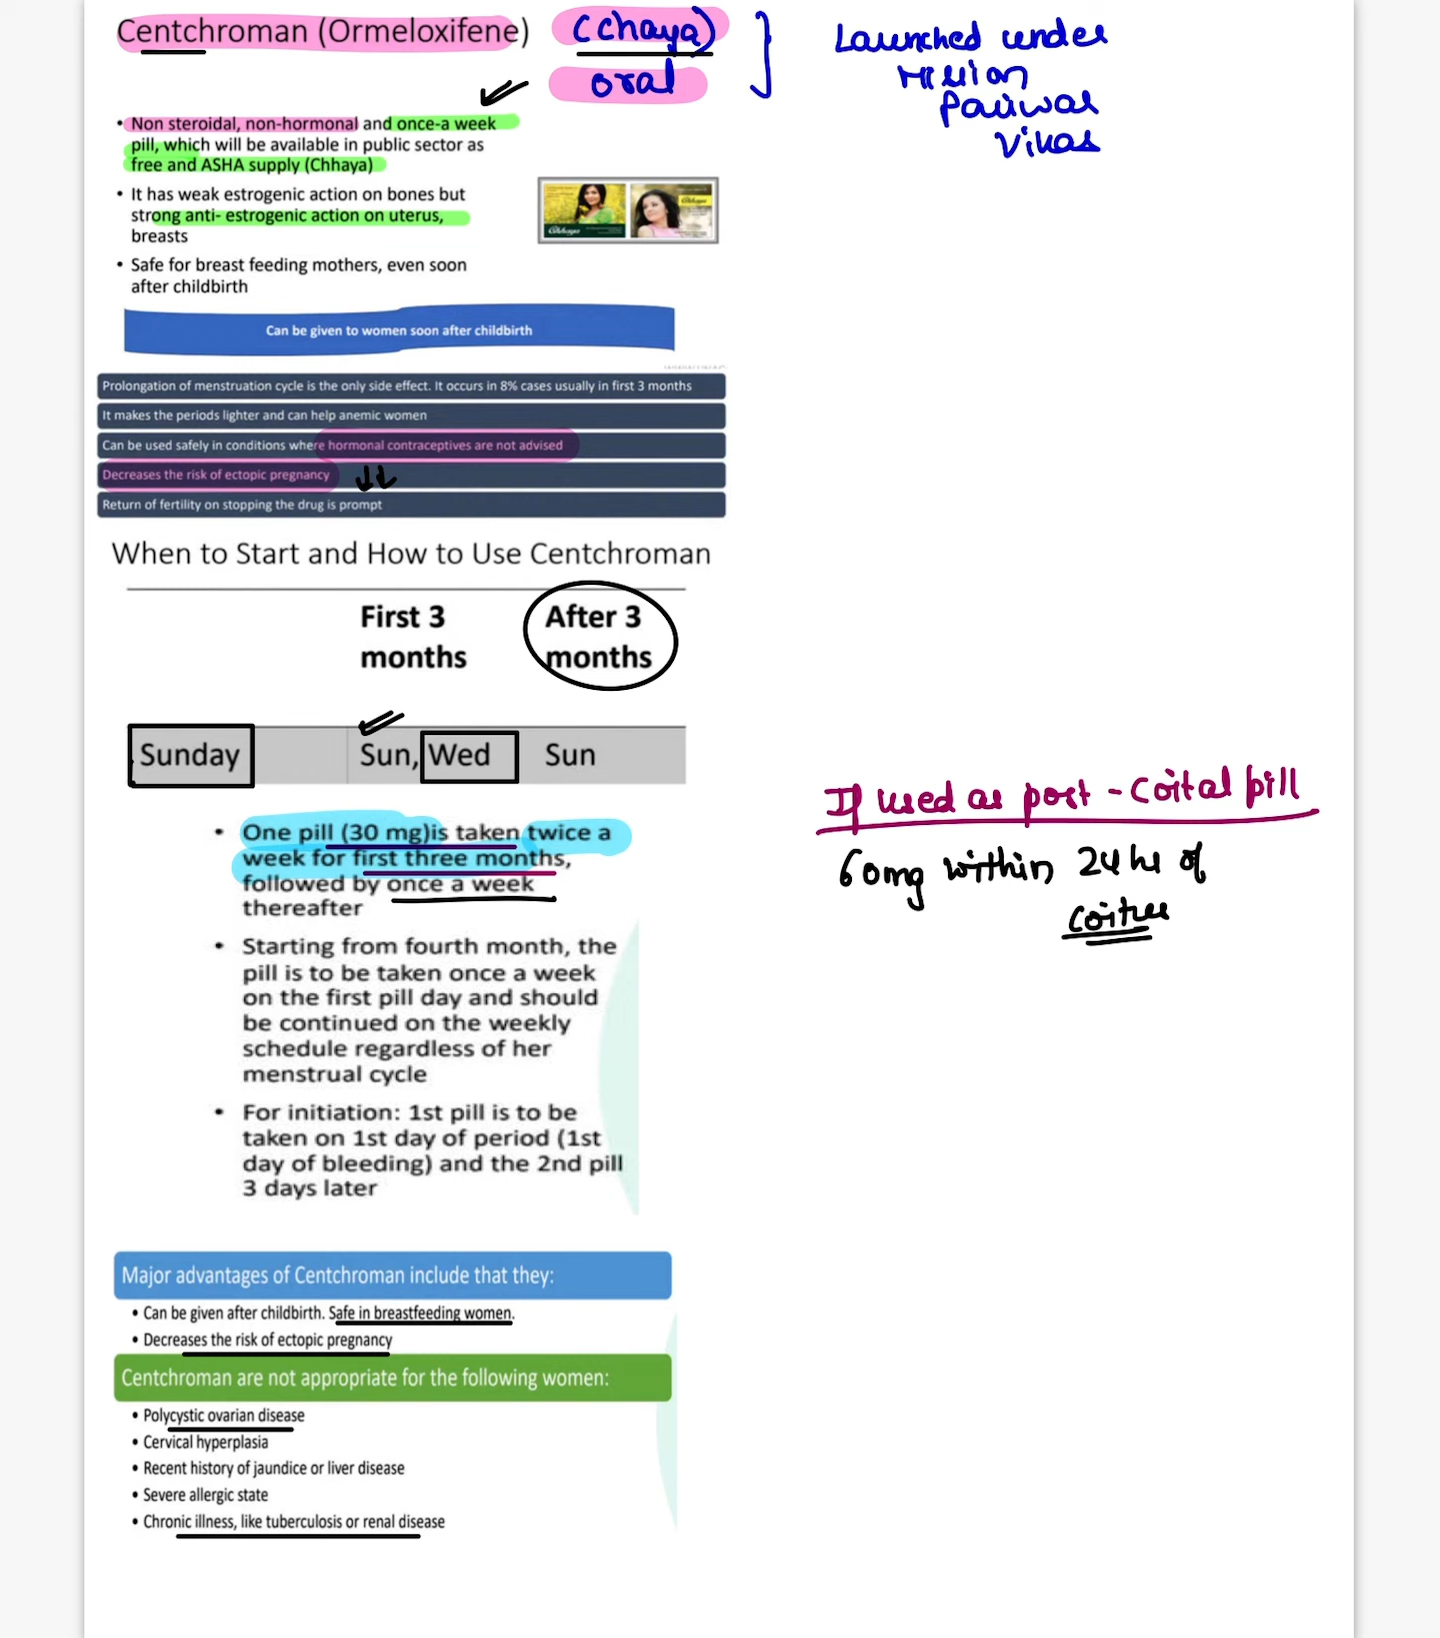 Centchroman (Ormeloxifene) (Chaya)
oral
Launched under
Mission
Pariwar
Vikas
• Non steroidal, non-hormonal and once-a week
pill, which will be available in public sector as
free and ASHA supply (Chhaya)
• It has weak estrogenic action on bones but
strong anti- estrogenic action on uterus,
breasts
• Safe for breast feeding mothers, even soon
after childbirth
Chhaya
Chhaya
Can be given to women soon after childbirth
Prolongation of menstruation cycle is the only side effect. It occurs in 8% cases usually in first 3 months
It makes the periods lighter and can help anemic women
Can be used safely in conditions where hormonal contraceptives are not advised
Decreases the risk of ectopic pregnancy ↓↓
Return of fertility on stopping the drug is prompt
When to Start and How to Use Centchroman
First 3 After 3
months months
Sunday Sun, Wed Sun
• One pill (30 mg)is taken twice a
week for first three months,
followed by once a week
thereafter
• Starting from fourth month, the
pill is to be taken once a week
on the first pill day and should
be continued on the weekly
schedule regardless of her
menstrual cycle
• For initiation: 1st pill is to be
taken on 1st day of period (1st
day of bleeding) and the 2nd pill
3 days later
If used as post - coital pill
60mg within 24 hr of
coitus
Major advantages of Centchroman include that they:
• Can be given after childbirth. Safe in breastfeeding women.
• Decreases the risk of ectopic pregnancy
Centchroman are not appropriate for the following women:
• Polycystic ovarian disease
• Cervical hyperplasia
• Recent history of jaundice or liver disease
• Severe allergic state
• Chronic illness, like tuberculosis or renal disease